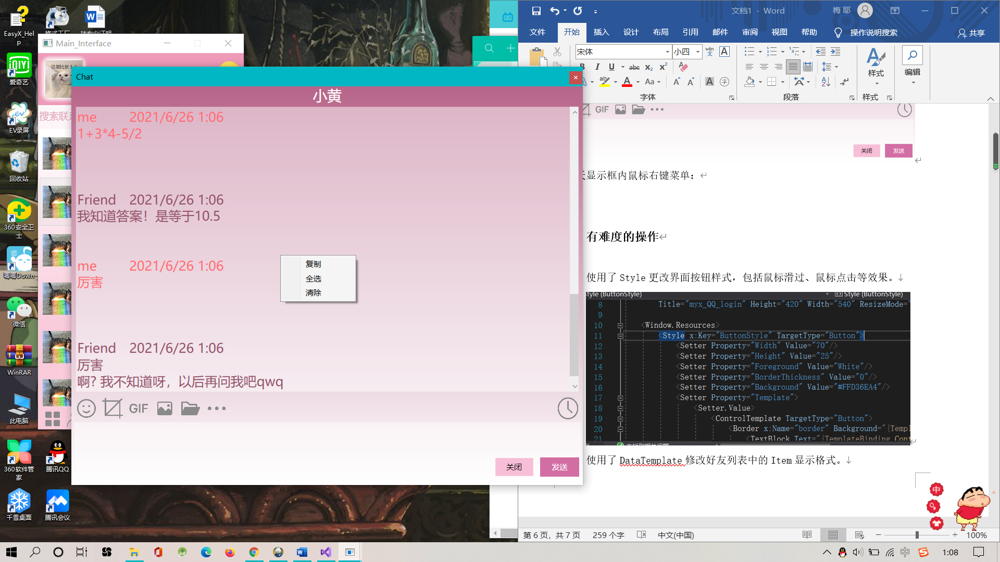 EasyX_Hel
p
爱奇艺
EV录屏
回收站
360安全卫
士
唧唧Down
微信
WinRAR
此电脑
360软件管
家
腾讯QQ
千雪桌面
腾讯会议
Main_Interface
Chat
小黄
me 2021/6/26 1:06
1+3*4-5/2
Friend 2021/6/26 1:06
我知道答案！是等于10.5
me 2021/6/26 1:06
厉害
复制
全选
清除
Friend 2021/6/26 1:06
厉害
啊? 我不知道呀，以后再问我吧qwq
GIF
关闭
发送
文档1 - Word
梅 耶
文件 开始 插入 设计 布局 引用 邮件 审阅 视图 帮助 操作说明搜索 共享
宋体 小四
字体 段落 样式
样式
编辑
GIF
关闭 发送
显示框内鼠标右键菜单：
有难度的操作
使用了 Style 更改界面按钮样式，包括鼠标滑过、鼠标点击等效果。
Style (ButtonStyle)
8 Title="myx_QQ_login" Height="420" Width="540" ResizeMode="
9
10 <Window.Resources>
11 <Style x:Key="ButtonStyle" TargetType="Button">
12 <Setter Property="Width" Value="70"/>
13 <Setter Property="Height" Value="25"/>
14 <Setter Property="Foreground" Value="White"/>
15 <Setter Property="BorderThickness" Value="0"/>
16 <Setter Property="Background" Value="#FFD36EA4"/>
17 <Setter Property="Template">
18 <Setter.Value>
19 <ControlTemplate TargetType="Button">
20 <Border x:Name="border" Background="{Templ
21 <TextBlock Text="{TemplateBinding Cont
使用了 DataTemplate 修改好友列表中的 Item 显示格式。
第 6 页，共 7 页 259 个字 中文(中国) 100%
中
1:08